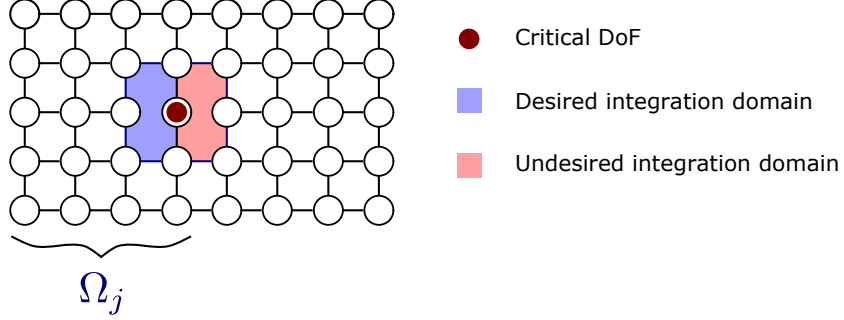 Critical DoF
Desired integration domain
Undesired integration domain
Ω_j